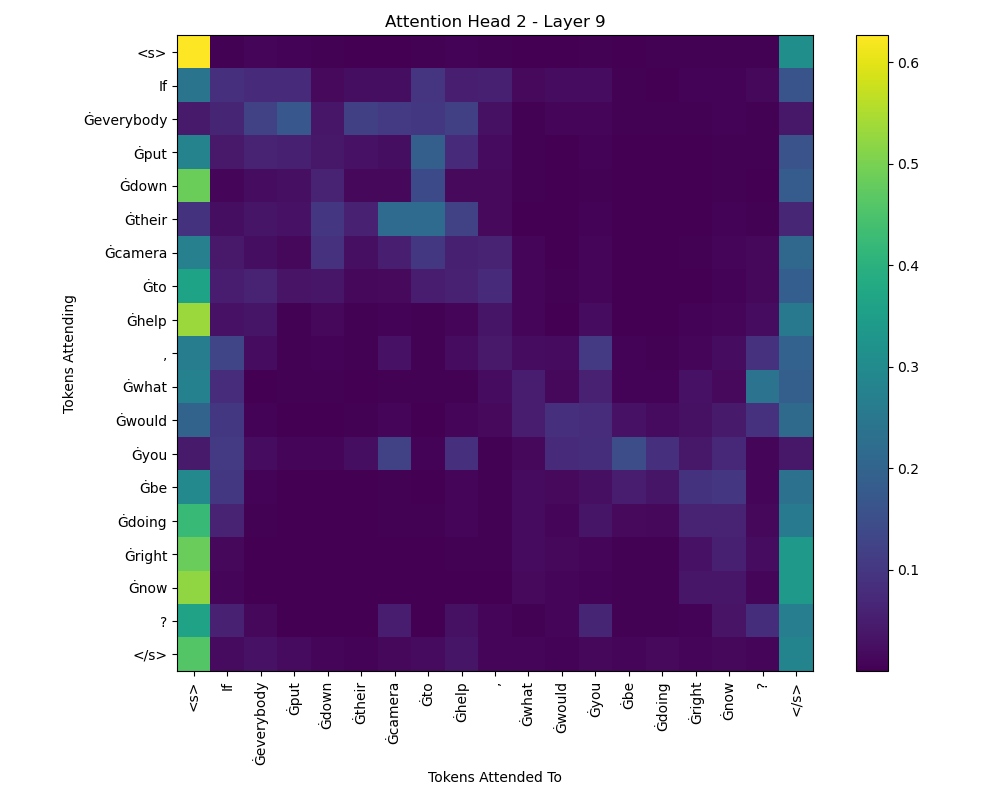 Attention Head 2 - Layer 9
<s>
If
Ġeverybody
Ġput
Ġdown
Ġtheir
Ġcamera
Ġto
Ġhelp
,
Ġwhat
Ġwould
Ġyou
Ġbe
Ġdoing
Ġright
Ġnow
?
</s>
Tokens Attending
<s>
If
Ġeverybody
Ġput
Ġdown
Ġtheir
Ġcamera
Ġto
Ġhelp
,
Ġwhat
Ġwould
Ġyou
Ġbe
Ġdoing
Ġright
Ġnow
?
</s>
Tokens Attended To
0.6
0.5
0.4
0.3
0.2
0.1